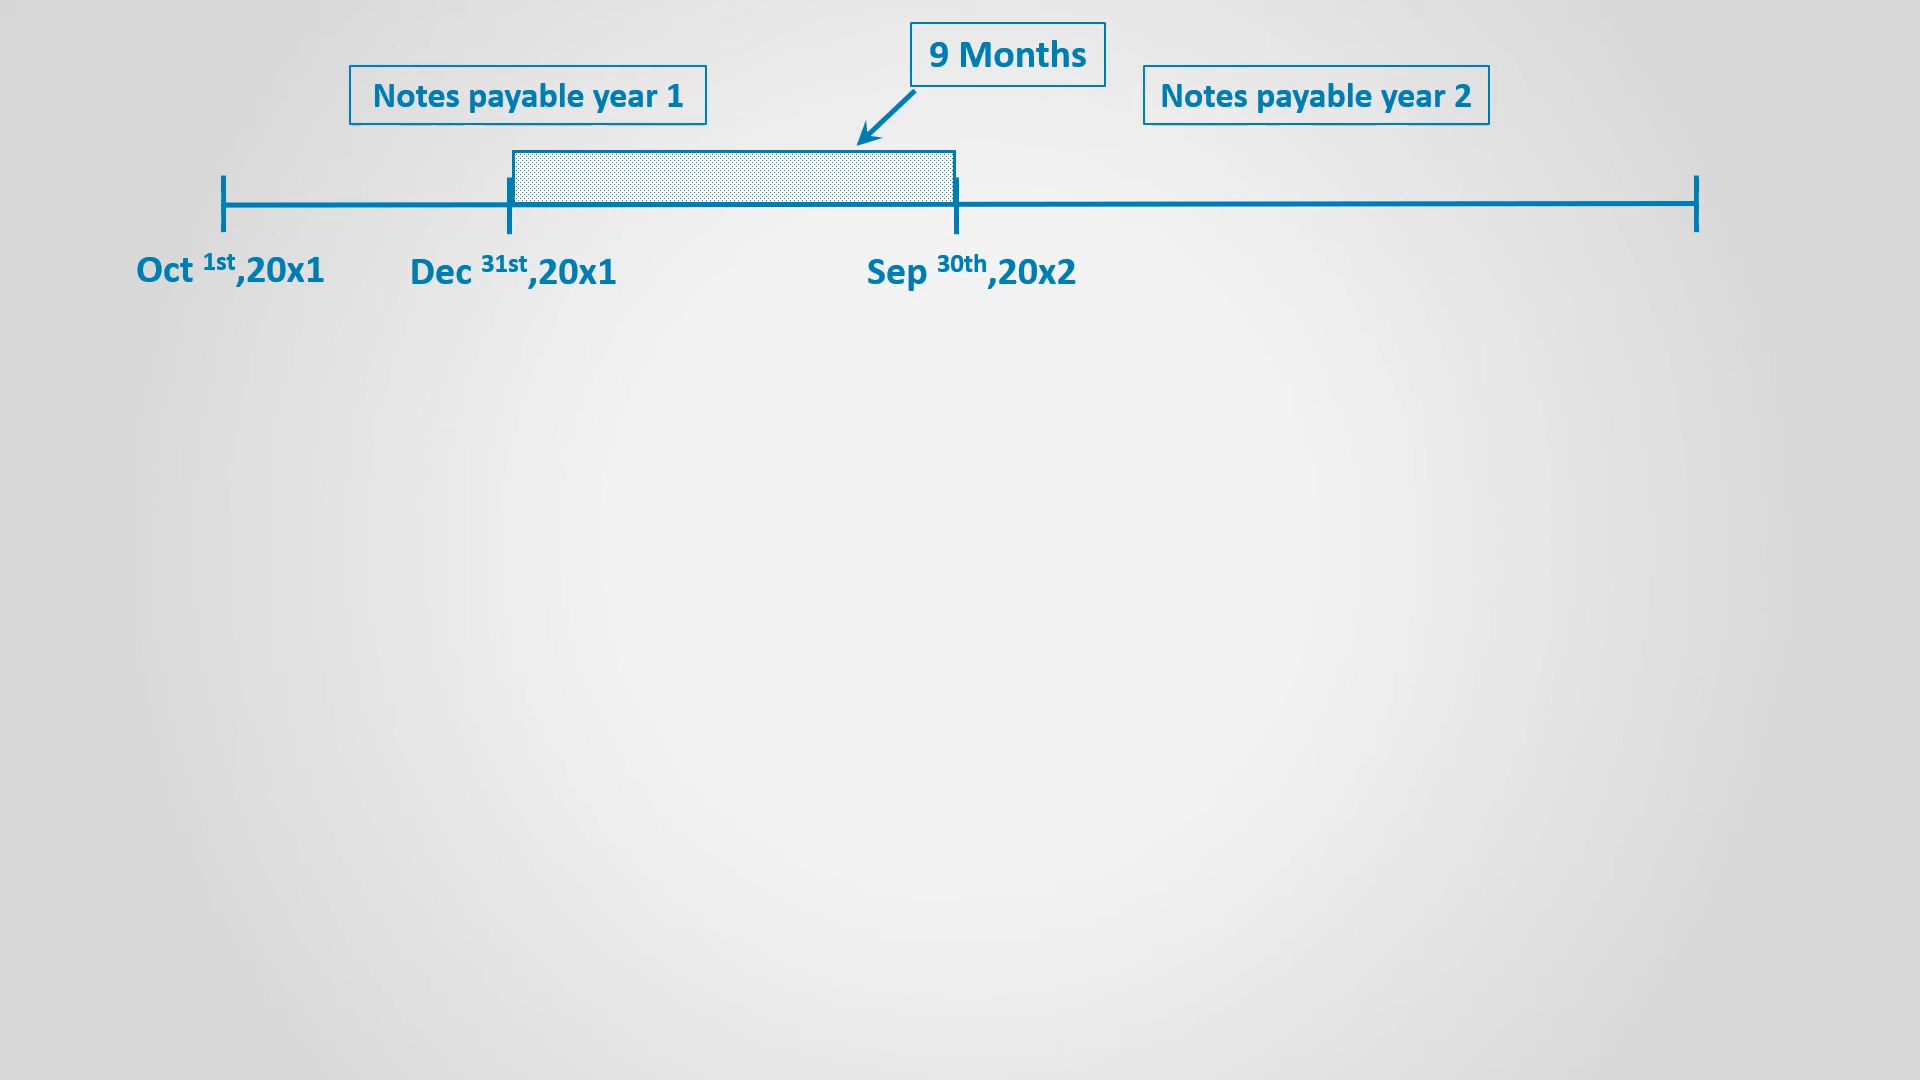 9 Months
Notes payable year 1
Notes payable year 2
Oct 1st,20x1
Dec 31st,20x1
Sep 30th,20x2